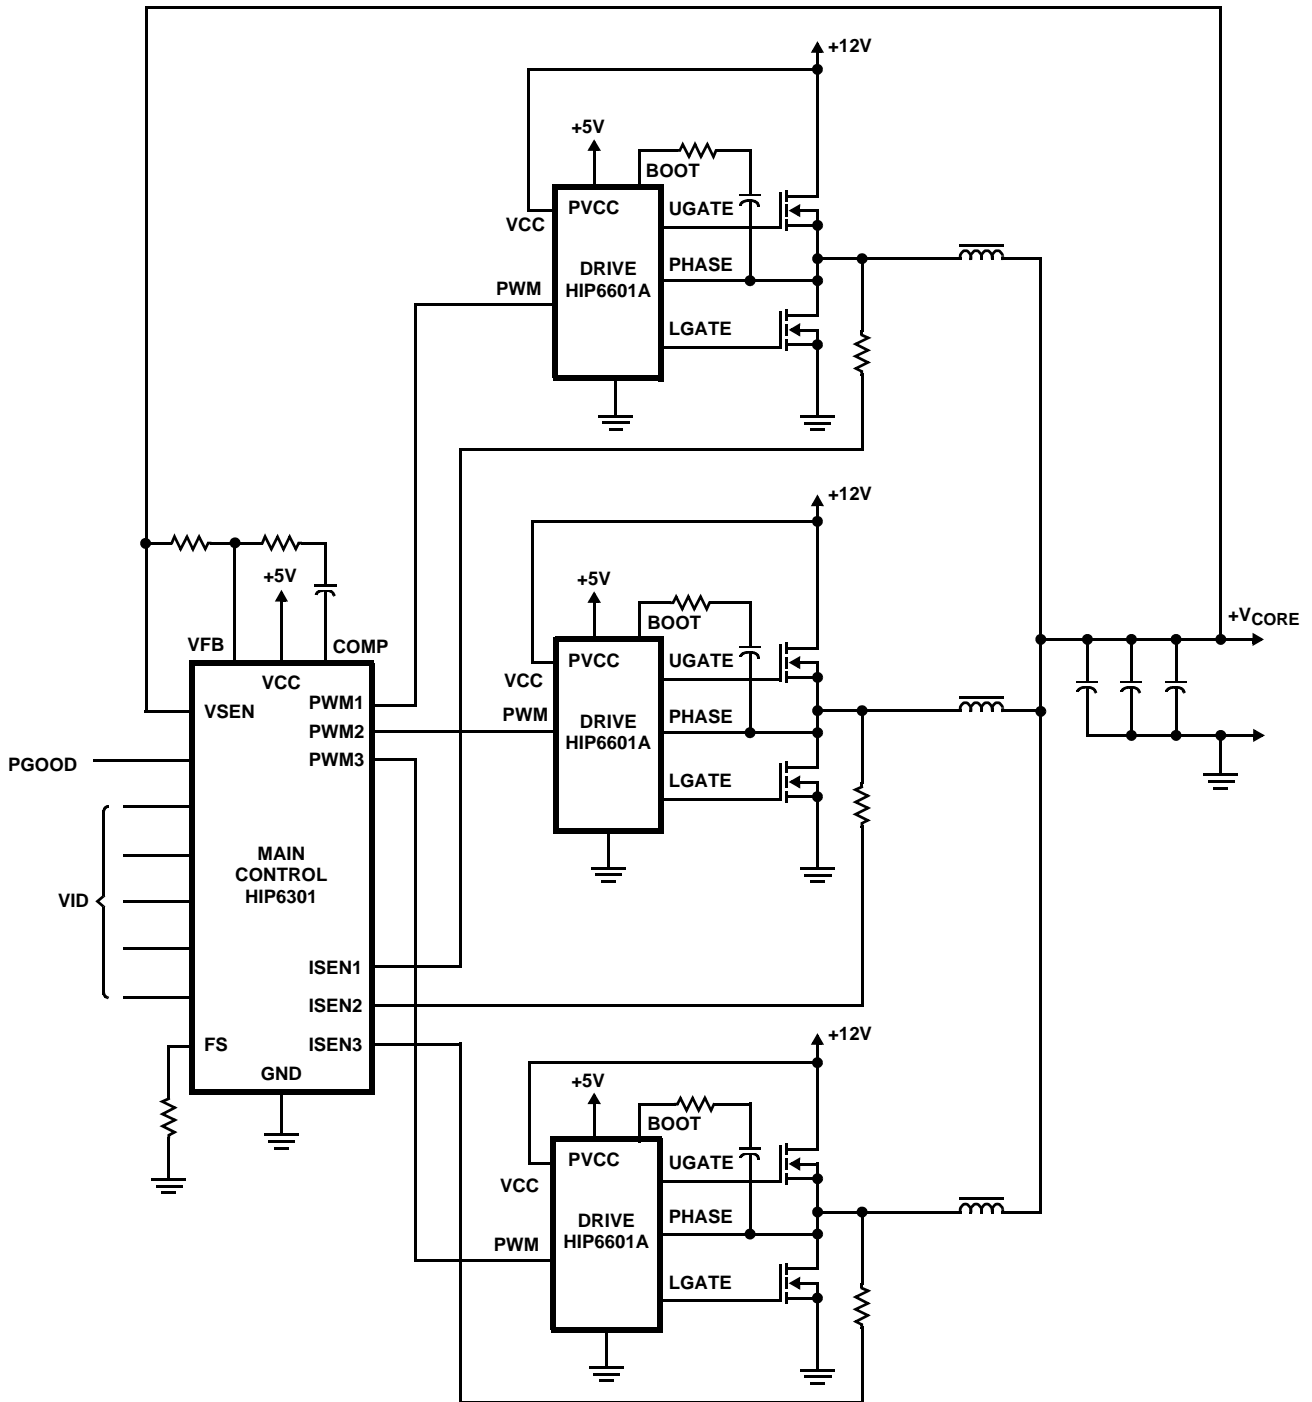 +12V
+5V
BOOT
PVCC
UGATE
VCC
DRIVE
HIP6601A
PHASE
PWM
LGATE
+12V
+5V
BOOT
PVCC
UGATE
VCC
DRIVE
HIP6601A
PHASE
PWM
LGATE
+5V
VFB
COMP
VCC
VSEN
PWM1
PWM2
PWM3
PGOOD
MAIN
CONTROL
HIP6301
VID
ISEN1
ISEN2
ISEN3
FS
GND
+VCORE
+12V
+5V
BOOT
PVCC
UGATE
VCC
DRIVE
HIP6601A
PHASE
PWM
LGATE